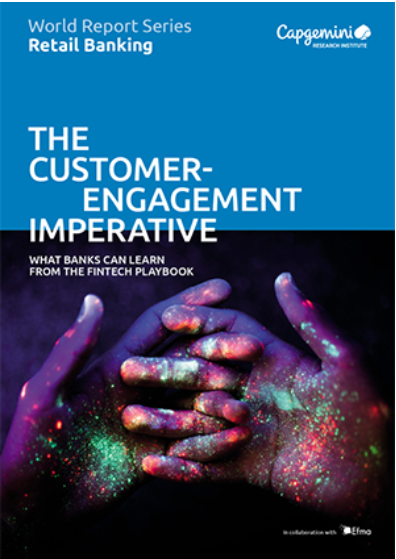 World Report Series
Retail Banking
Capgemini
RESEARCH INSTITUTE
THE
CUSTOMER-
ENGAGEMENT
IMPERATIVE
WHAT BANKS CAN LEARN
FROM THE FINTECH PLAYBOOK
In collaboration with Efma